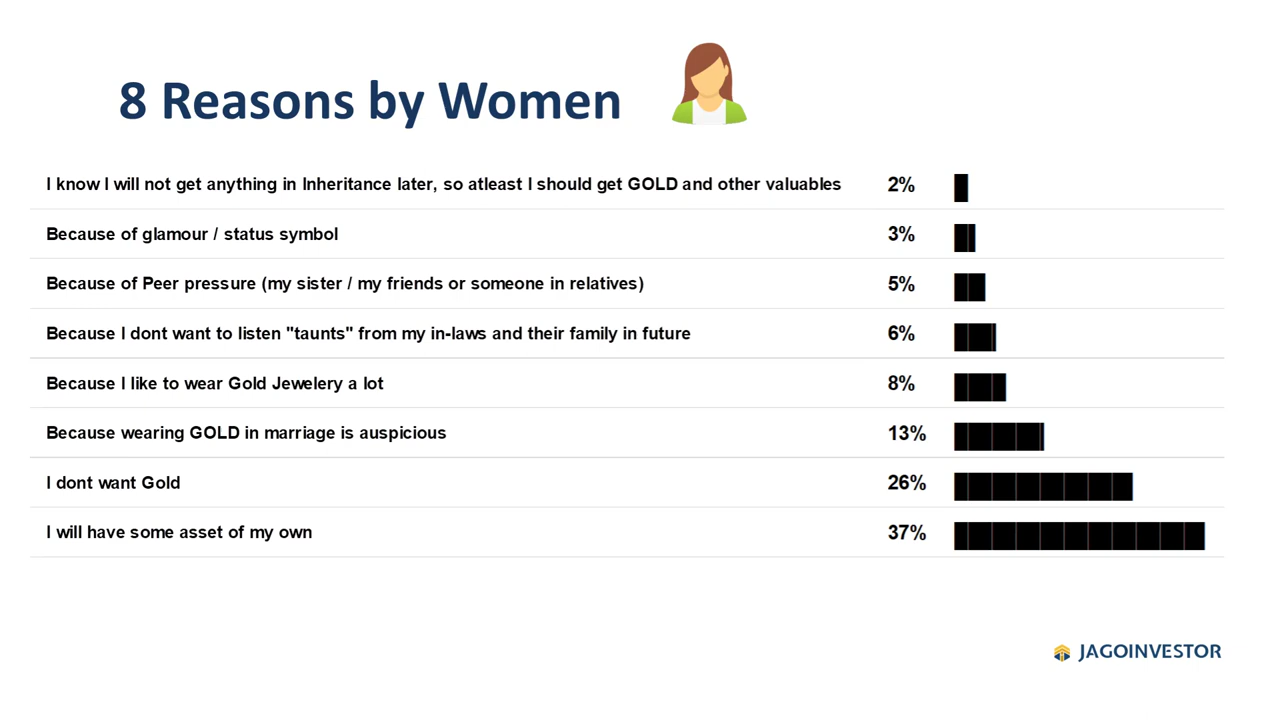 8 Reasons by Women
I know I will not get anything in Inheritance later, so atleast I should get GOLD and other valuables 2%
Because of glamour / status symbol 3%
Because of Peer pressure (my sister / my friends or someone in relatives) 5%
Because I dont want to listen "taunts" from my in-laws and their family in future 6%
Because I like to wear Gold Jewelery a lot 8%
Because wearing GOLD in marriage is auspicious 13%
I dont want Gold 26%
I will have some asset of my own 37%
JAGOINVESTOR